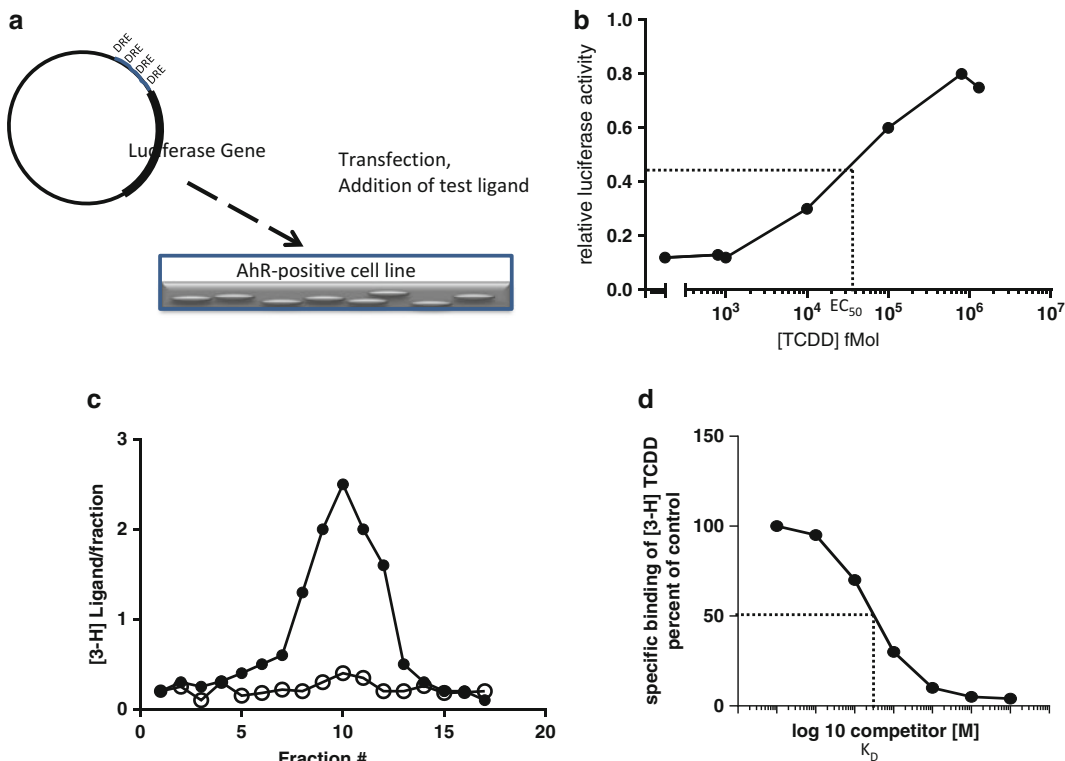 a
DRE
DRE
DRE
DRE
Luciferase Gene
Transfection,
Addition of test ligand
AhR-positive cell line
b
relative luciferase activity
1.0
0.8
0.6
0.4
0.2
0.0
10³
10⁴
EC₅₀
10⁵
10⁶
10⁷
[TCDD] fMol
c
[3-H] Ligand/fraction
3
2
1
0
0
5
10
15
20
Fraction #
d
specific binding of [3-H] TCDD
percent of control
150
100
50
0
log 10 competitor [M]
K_D